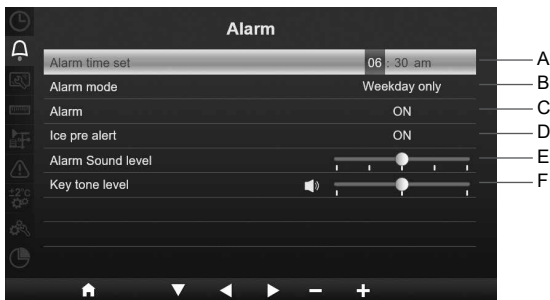 Alarm
Alarm time set 06 : 30 am A
Alarm mode Weekday only B
Alarm ON C
Ice pre alert ON D
Alarm Sound level E
Key tone level F
±2°C